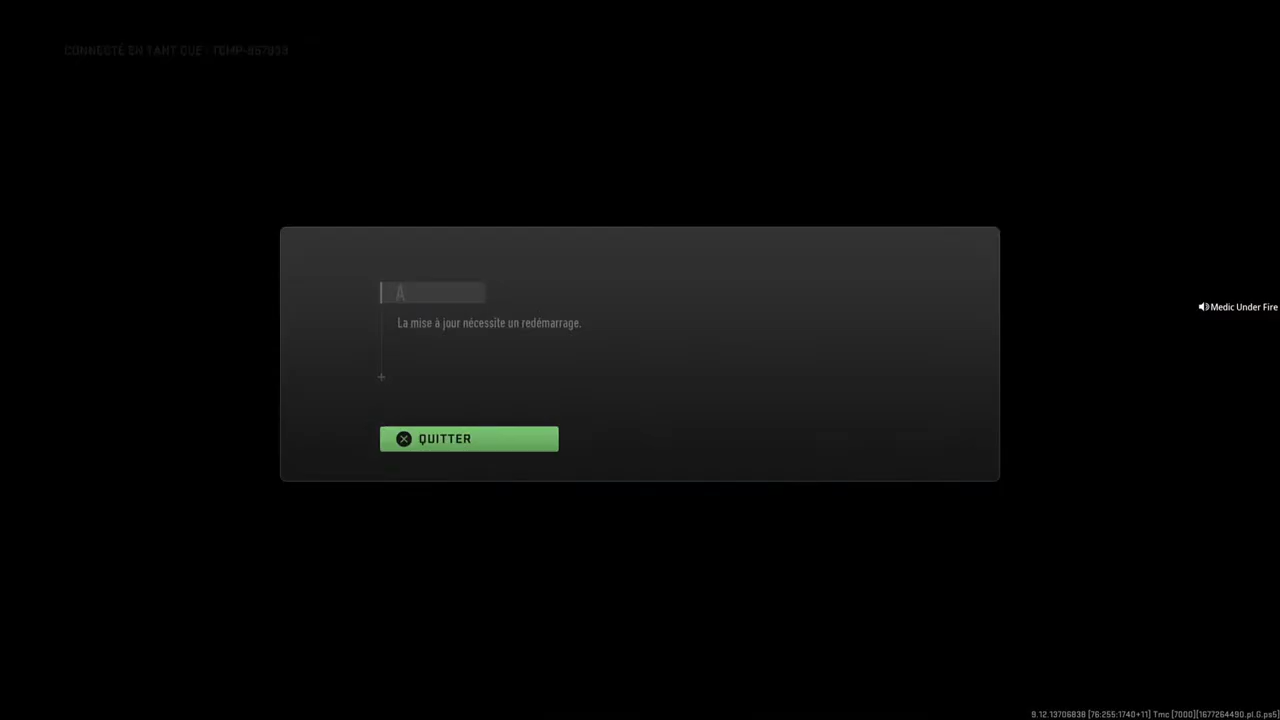 CONNECTÉ EN TANT QUE : TEMP-857033
A
La mise à jour nécessite un redémarrage.
QUITTER
Medic Under Fire
9.12.13706838 [76:255:1740+11] Tmc [7000][1677264490.pl.G.ps5]